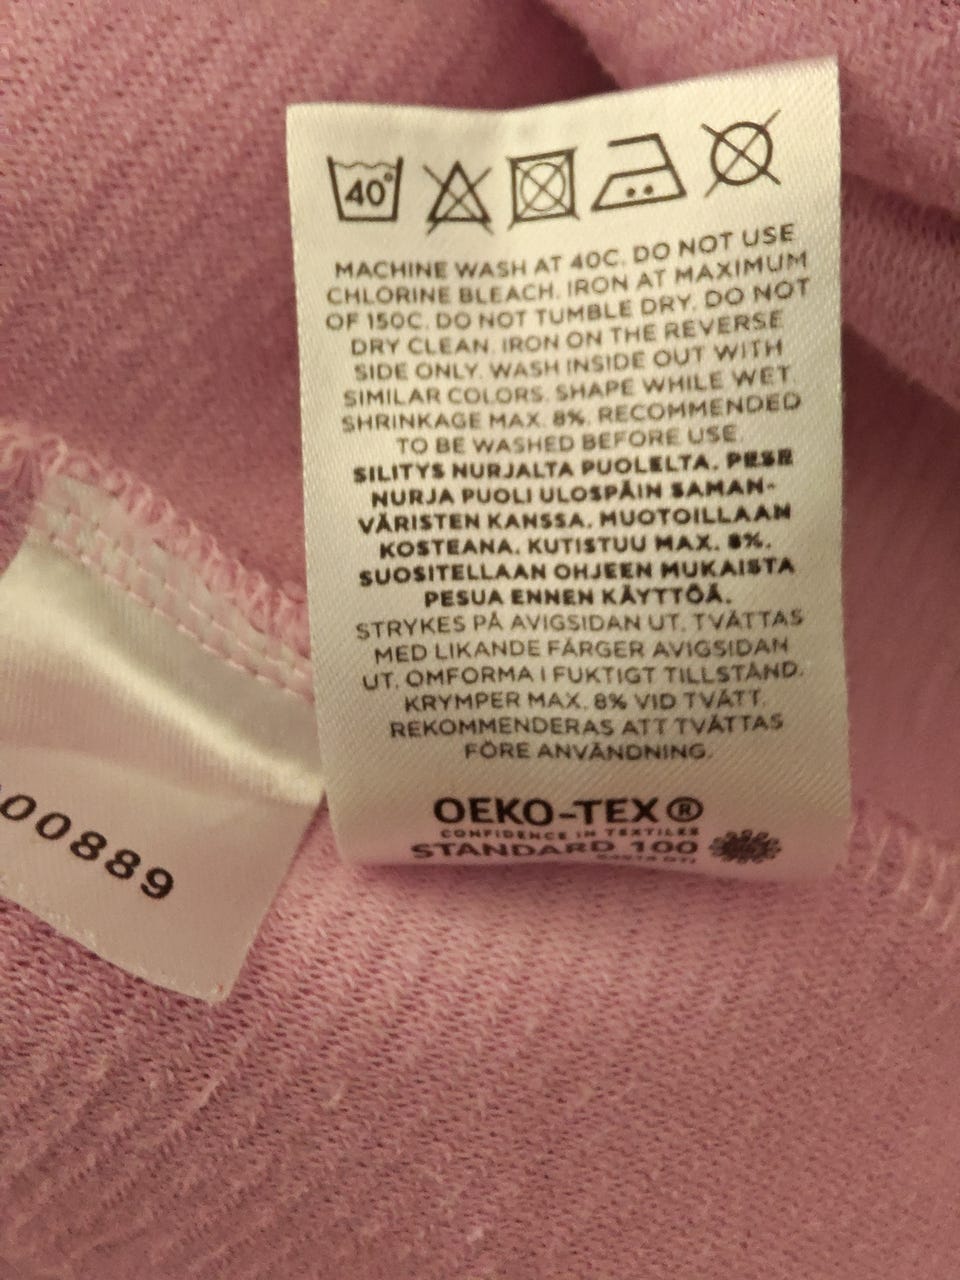 40°
MACHINE WASH AT 40C. DO NOT USE
CHLORINE BLEACH. IRON AT MAXIMUM
OF 150C. DO NOT TUMBLE DRY. DO NOT
DRY CLEAN. IRON ON THE REVERSE
SIDE ONLY. WASH INSIDE OUT WITH
SIMILAR COLORS. SHAPE WHILE WET.
SHRINKAGE MAX. 8%. RECOMMENDED
TO BE WASHED BEFORE USE.
SILITYS NURJALTA PUOLELTA. PESE
NURJA PUOLI ULOSPÄIN SAMAN-
VÄRISTEN KANSSA. MUOTOILLAAN
KOSTEANA. KUTISTUU MAX. 8%.
SUOSITELLAAN OHJEEN MUKAISTA
PESUA ENNEN KÄYTTÖÄ.
STRYKES PÅ AVIGSIDAN UT. TVÄTTAS
MED LIKANDE FÄRGER AVIGSIDAN
UT. OMFORMA I FUKTIGT TILLSTÅND.
KRYMPER MAX. 8% VID TVÄTT.
REKOMMENDERAS ATT TVÄTTAS
FÖRE ANVÄNDNING.
OEKO-TEX®
CONFIDENCE IN TEXTILES
STANDARD 100
00889